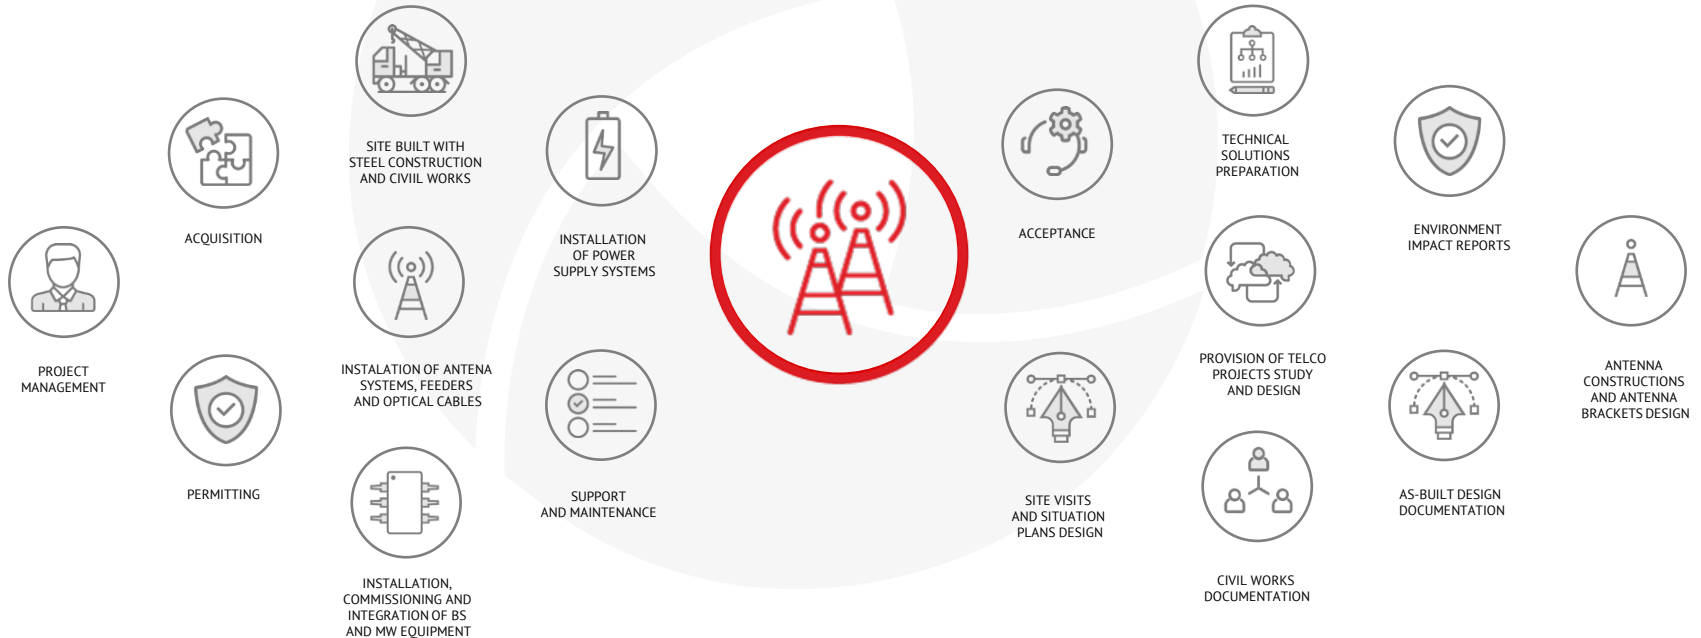 PROJECT
MANAGEMENT
ACQUISITION
PERMITTING
SITE BUILT WITH
STEEL CONSTRUCTION
AND CIVIIL WORKS
INSTALATION OF ANTENA
SYSTEMS, FEEDERS
AND OPTICAL CABLES
INSTALLATION,
COMMISSIONING AND
INTEGRATION OF BS
AND MW EQUIPMENT
INSTALLATION
OF POWER
SUPPLY SYSTEMS
SUPPORT
AND MAINTENANCE
ACCEPTANCE
SITE VISITS
AND SITUATION
PLANS DESIGN
TECHNICAL
SOLUTIONS
PREPARATION
PROVISION OF TELCO
PROJECTS STUDY
AND DESIGN
CIVIL WORKS
DOCUMENTATION
ENVIRONMENT
IMPACT REPORTS
AS-BUILT DESIGN
DOCUMENTATION
ANTENNA
CONSTRUCTIONS
AND ANTENNA
BRACKETS DESIGN